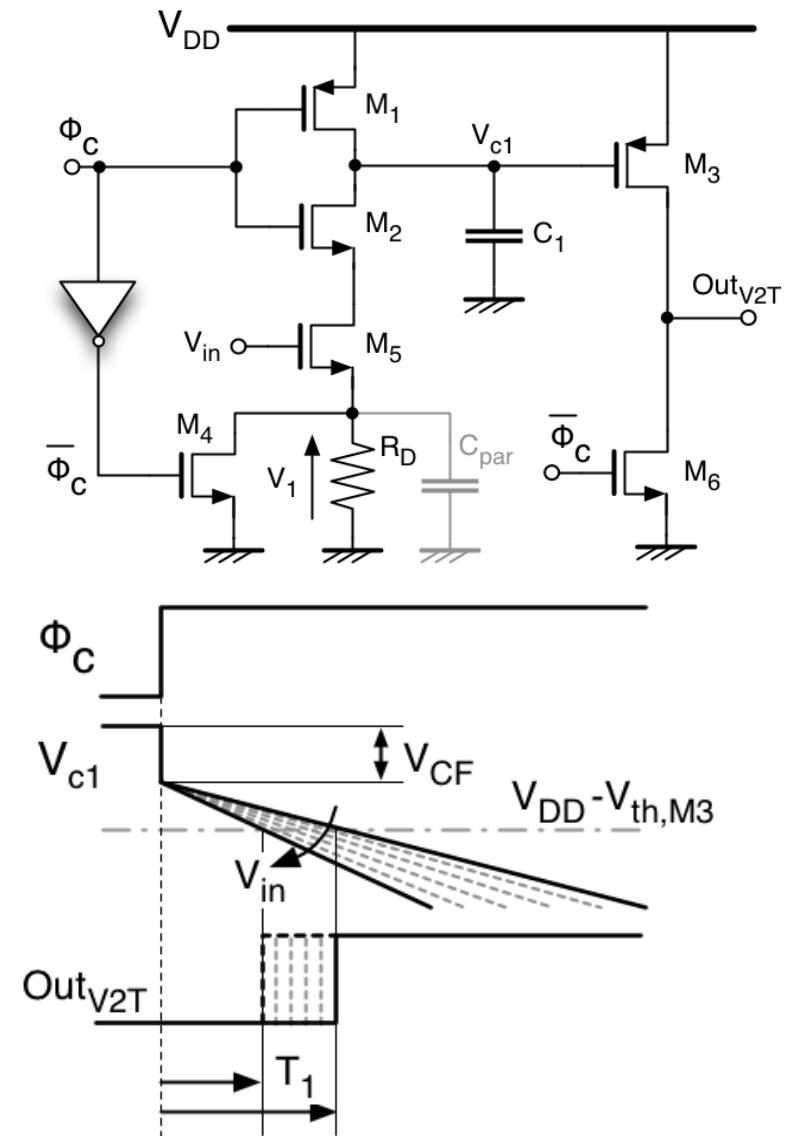 V_DD
Φ_c
M_1
V_c1
M_3
M_2
C_1
Out_V2T
V_in
M_5
M_4
R_D
C_par
Φ̅_c
Φ̅_c
V_1
M_6
Φ_C
V_c1
V_CF
V_DD-V_th,M3
V_in
Out_V2T
T_1